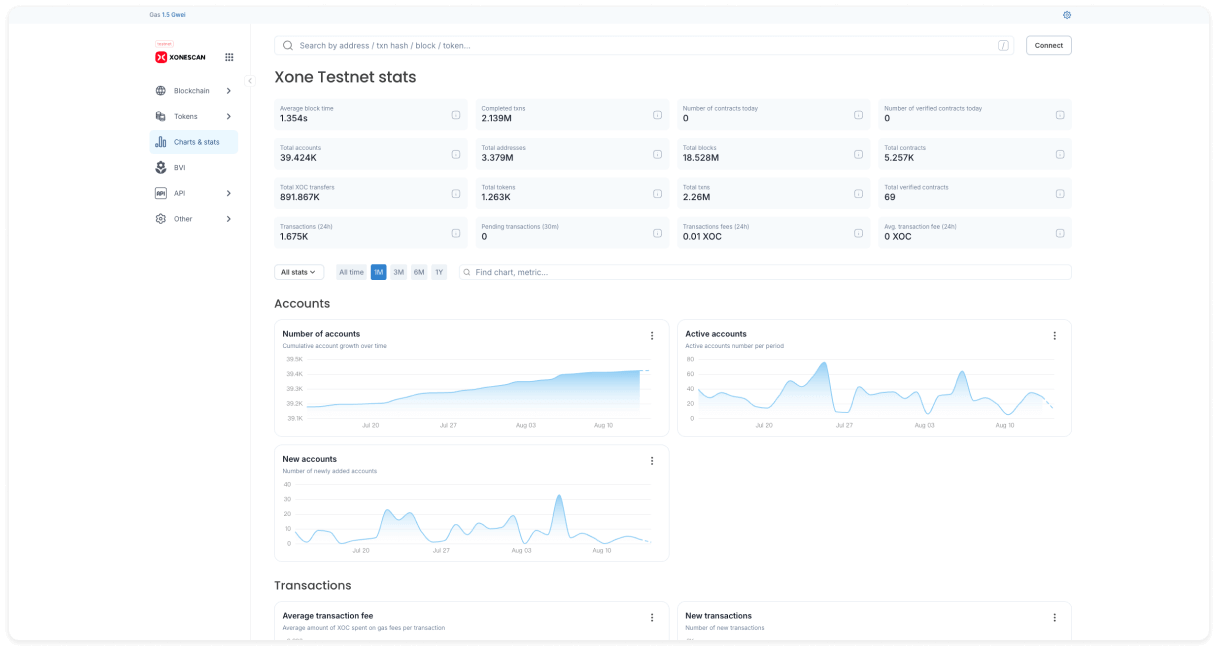 Gas 1.5 Gwei
XONESCAN
Search by address / txn hash / block / token...
/
Connect
Blockchain
Tokens
Charts & stats
BVI
API
API
Other
Xone Testnet stats
Average block time
1.354s
Completed txns
2.139M
Number of contracts today
0
Number of verified contracts today
0
Total accounts
39.424K
Total addresses
3.379M
Total blocks
18.528M
Total contracts
5.257K
Total XOC transfers
891.867K
Total tokens
1.263K
Total txns
2.26M
Total verified contracts
69
Transactions (24h)
1.675K
Pending transactions (30m)
0
Transactions fees (24h)
0.01 XOC
Avg. transaction fee (24h)
0 XOC
All stats
All time
1M
3M
6M
1Y
Find chart, metric...
Accounts
Number of accounts
Cumulative account growth over time
39.5K
39.4K
39.3K
39.2K
39.1K
Jul 20
Jul 27
Aug 03
Aug 10
Active accounts
Active accounts number per period
80
60
40
20
0
Jul 20
Jul 27
Aug 03
Aug 10
New accounts
Number of newly added accounts
40
30
20
10
0
Jul 20
Jul 27
Aug 03
Aug 10
Transactions
Average transaction fee
Average amount of XOC spent on gas fees per transaction
New transactions
Number of new transactions